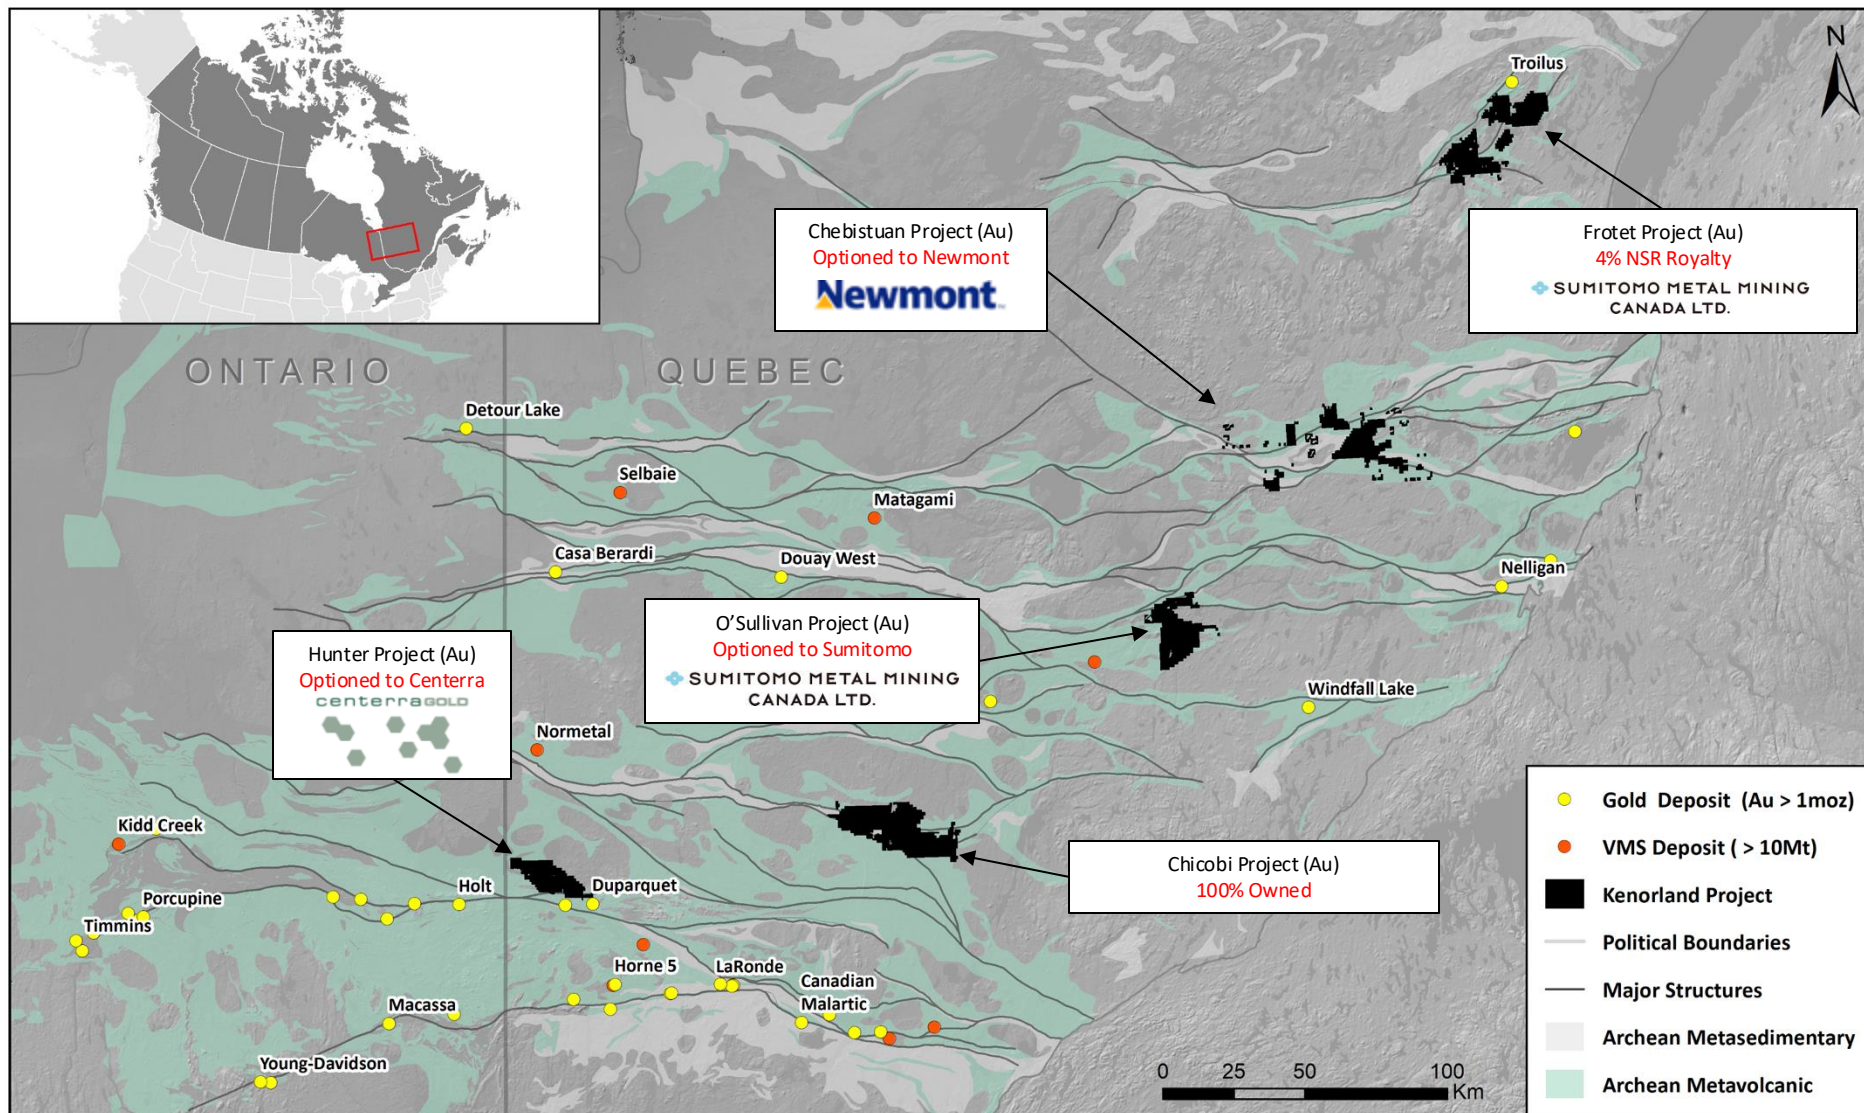 N
Troilus
Chebistuan Project (Au)
Optioned to Newmont
Newmont
Frotet Project (Au)
4% NSR Royalty
SUMITOMO METAL MINING
CANADA LTD.
ONTARIO
QUEBEC
Detour Lake
Selbaie
Matagami
Casa Berardi
Douay West
Nelligan
O’Sullivan Project (Au)
Optioned to Sumitomo
SUMITOMO METAL MINING
CANADA LTD.
Hunter Project (Au)
Optioned to Centerra
centerraGOLD
Windfall Lake
Normetal
Kidd Creek
Chicobi Project (Au)
100% Owned
Holt
Duparquet
Porcupine
Timmins
Horne 5
LaRonde
Canadian
Malartic
Macassa
Young-Davidson
Gold Deposit (Au > 1moz)
VMS Deposit ( > 10Mt)
Kenorland Project
Political Boundaries
Major Structures
Archean Metasedimentary
Archean Metavolcanic
0 25 50 100
Km